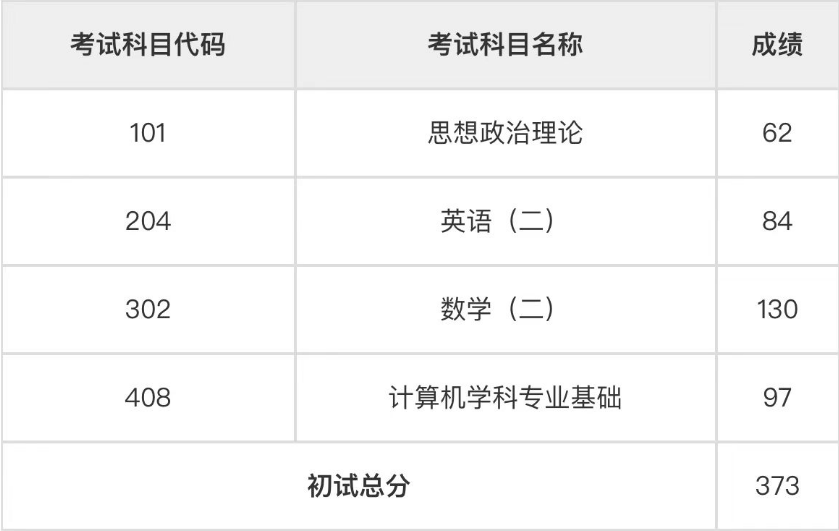 考试科目代码 考试科目名称 成绩
101 思想政治理论 62
204 英语（二） 84
302 数学（二） 130
408 计算机学科专业基础 97
初试总分 373